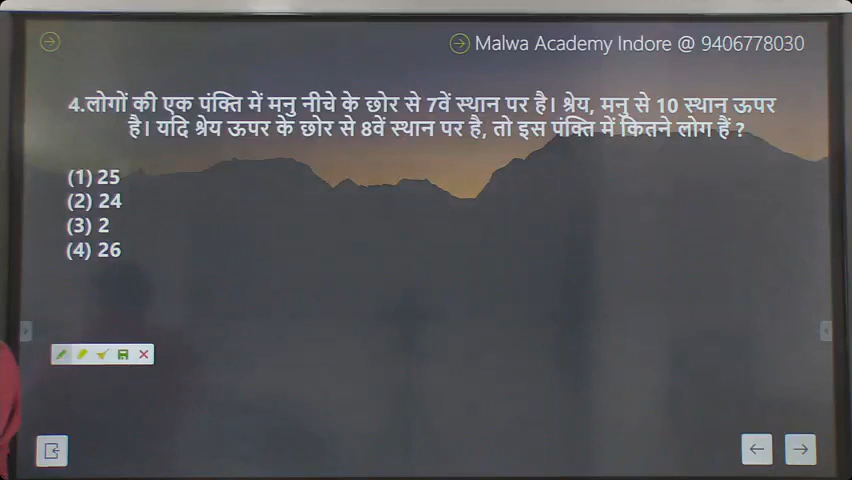 Malwa Academy Indore @ 9406778030
4.लोगों की एक पंक्ति में मनु नीचे के छोर से 7वें स्थान पर है। श्रेय, मनु से 10 स्थान ऊपर
है। यदि श्रेय ऊपर के छोर से 8वें स्थान पर है, तो इस पंक्ति में कितने लोग हैं ?
(1) 25
(2) 24
(3) 2
(4) 26